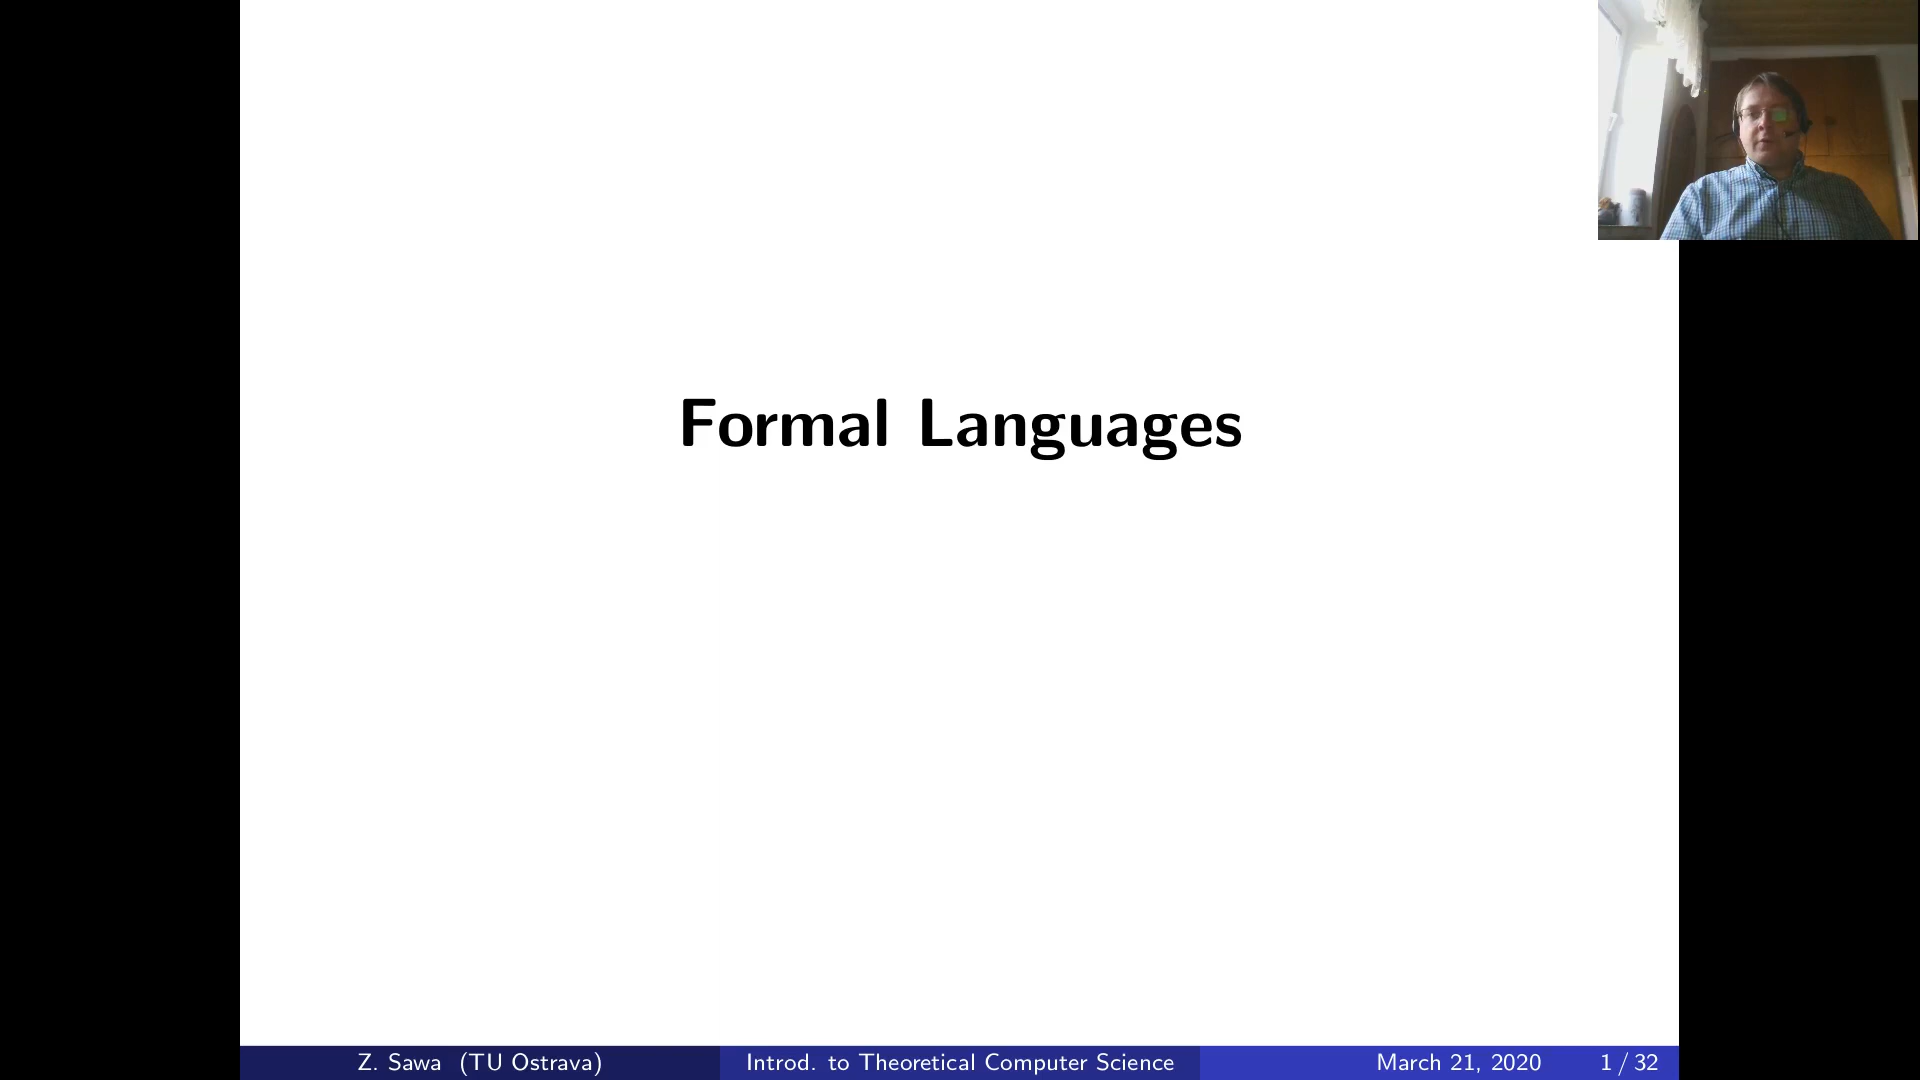 Formal Languages
Z. Sawa (TU Ostrava) Introd. to Theoretical Computer Science March 21, 2020 1 / 32